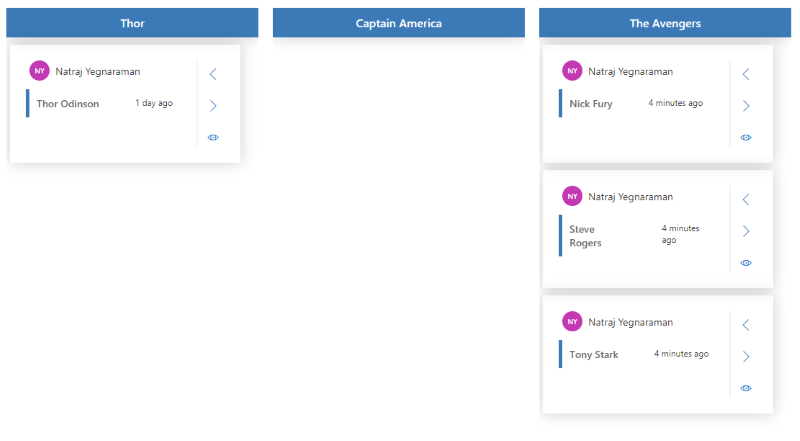 Thor
NY Natraj Yegnaraman
Thor Odinson 1 day ago
Captain America
The Avengers
NY Natraj Yegnaraman
Nick Fury 4 minutes ago
NY Natraj Yegnaraman
Steve 4 minutes
Rogers ago
NY Natraj Yegnaraman
Tony Stark 4 minutes ago